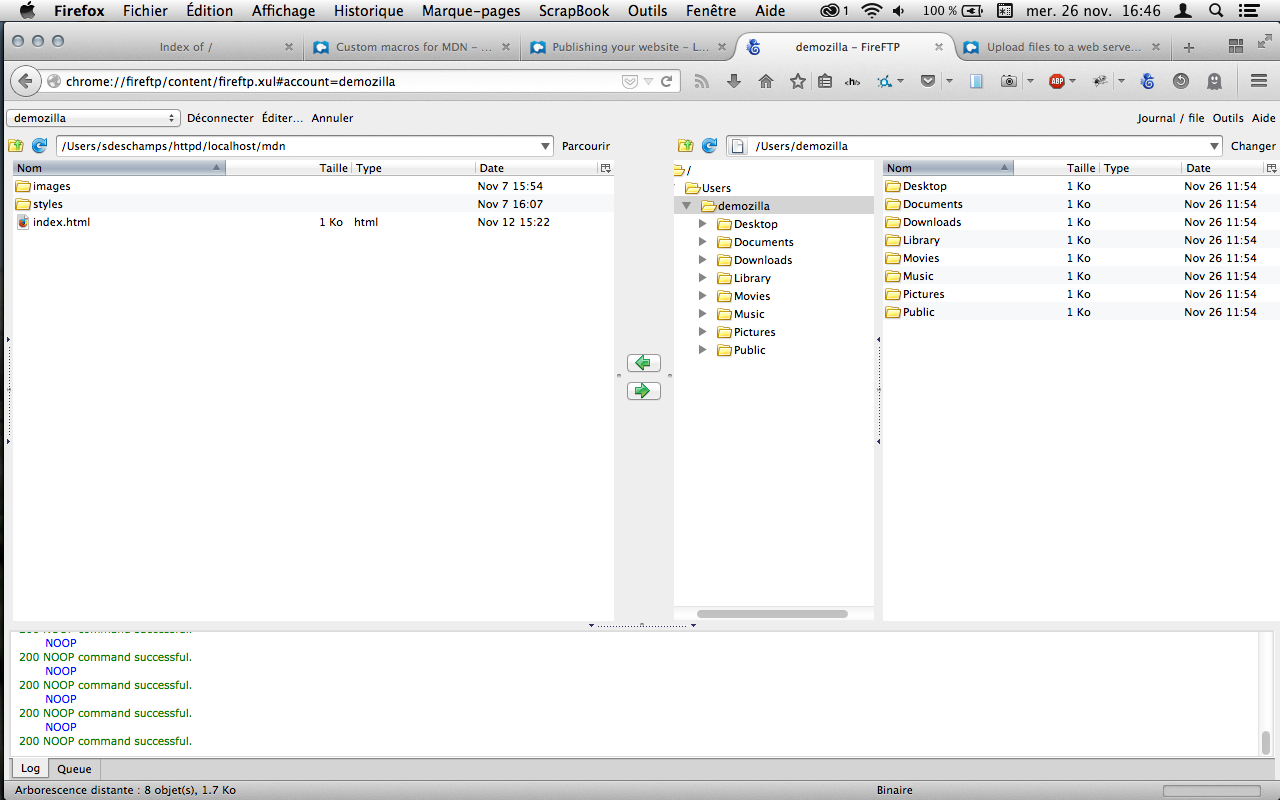 Firefox Fichier Édition Affichage Historique Marque-pages ScrapBook Outils Fenêtre Aide 1 100 % mer. 26 nov. 16:46
Index of / Custom macros for MDN – ... Publishing your website – L... demozilla – FireFTP Upload files to a web serve...
chrome://fireftp/content/fireftp.xul#account=demozilla <h> ABP
demozilla Déconnecter Éditer... Annuler Journal / file Outils Aide
/Users/sdeschamps/httpd/localhost/mdn Parcourir /Users/demozilla Changer
Nom Taille Type Date
images Nov 7 15:54
styles Nov 7 16:07
index.html 1 Ko html Nov 12 15:22
/
Users
demozilla
Desktop
Documents
Downloads
Library
Movies
Music
Pictures
Public
Nom Taille Type Date
Desktop 1 Ko Nov 26 11:54
Documents 1 Ko Nov 26 11:54
Downloads 1 Ko Nov 26 11:54
Library 1 Ko Nov 26 11:54
Movies 1 Ko Nov 26 11:54
Music 1 Ko Nov 26 11:54
Pictures 1 Ko Nov 26 11:54
Public 1 Ko Nov 26 11:54
200 NOOP command successful.
NOOP
200 NOOP command successful.
NOOP
200 NOOP command successful.
NOOP
200 NOOP command successful.
NOOP
200 NOOP command successful.
Log Queue
Arborescence distante : 8 objet(s), 1.7 Ko Binaire